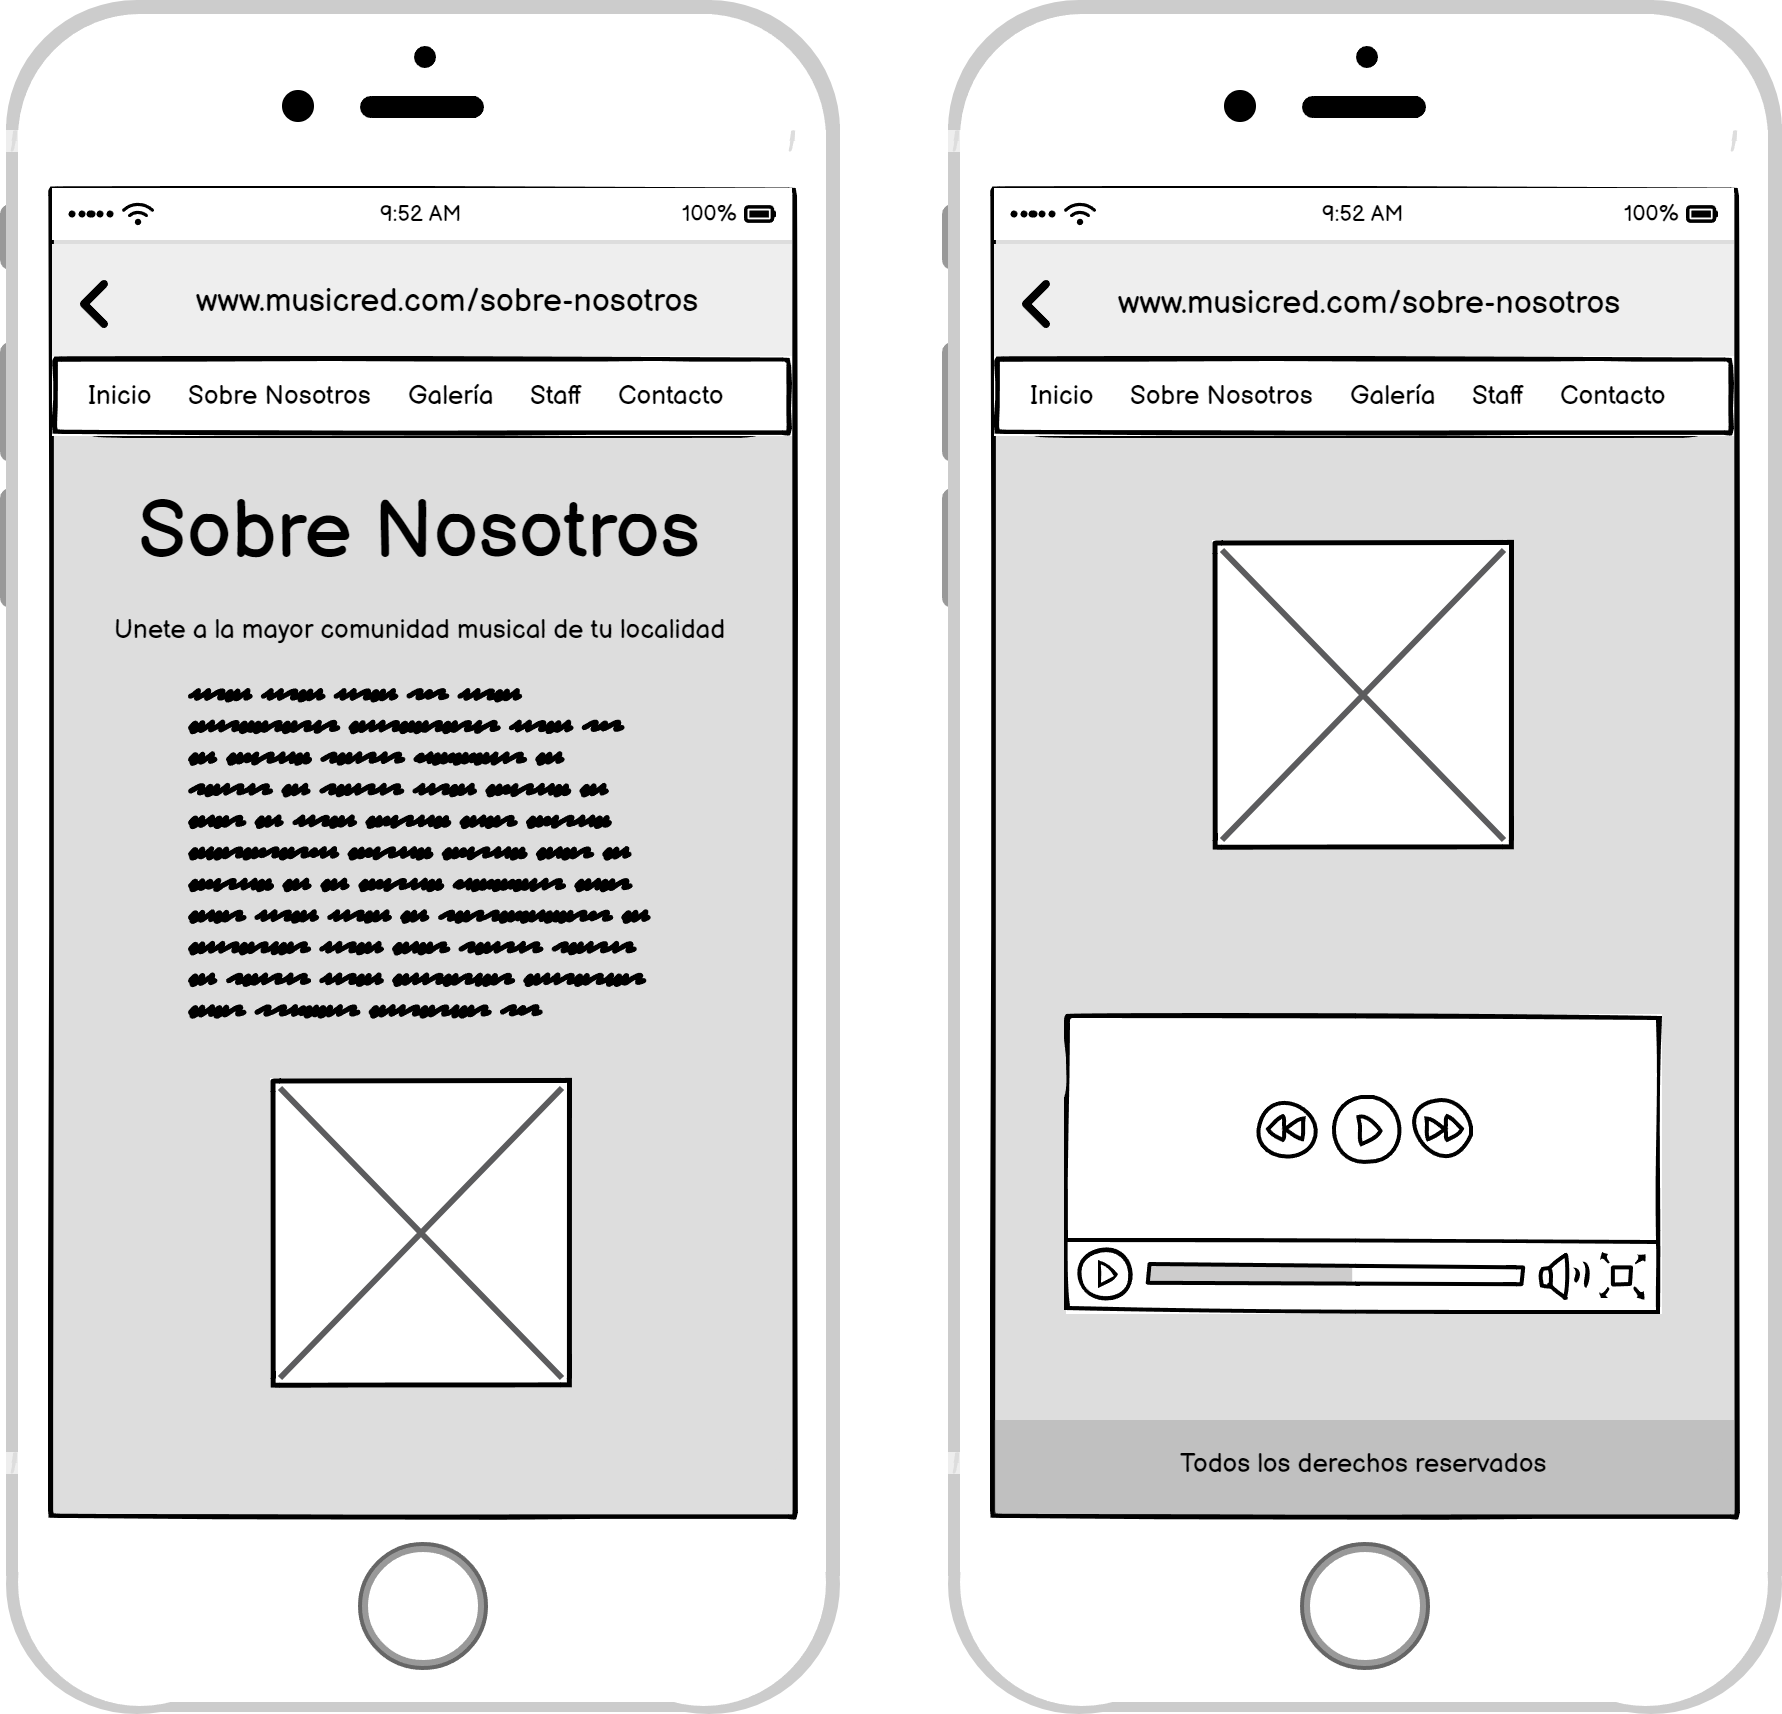 9:52 AM 100%
www.musicred.com/sobre-nosotros
Inicio Sobre Nosotros Galería Staff Contacto
Sobre Nosotros
Unete a la mayor comunidad musical de tu localidad
9:52 AM 100%
www.musicred.com/sobre-nosotros
Inicio Sobre Nosotros Galería Staff Contacto
Todos los derechos reservados